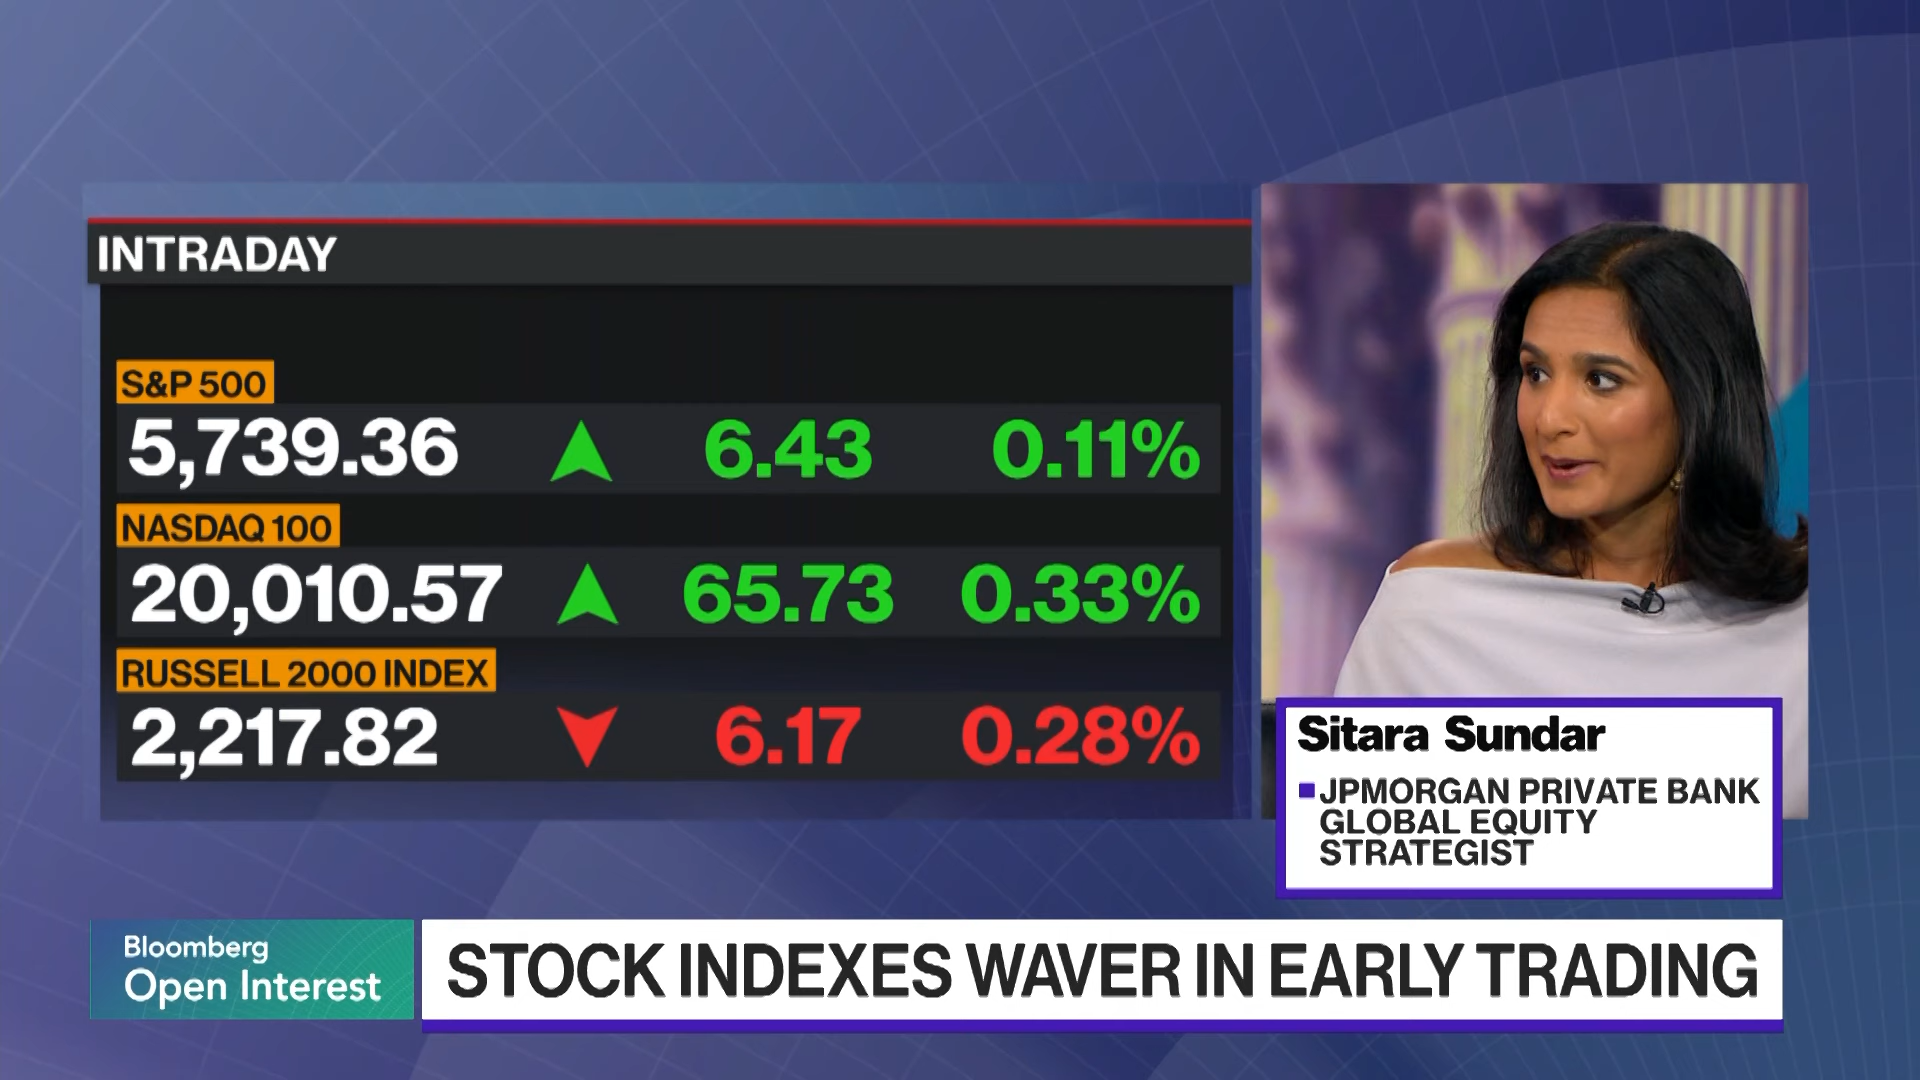 INTRADAY
S&P 500
5,739.36 ▲ 6.43 0.11%
NASDAQ 100
20,010.57 ▲ 65.73 0.33%
RUSSELL 2000 INDEX
2,217.82 ▼ 6.17 0.28%
Sitara Sundar
JPMORGAN PRIVATE BANK
GLOBAL EQUITY
STRATEGIST
Bloomberg
Open Interest
STOCK INDEXES WAVER IN EARLY TRADING